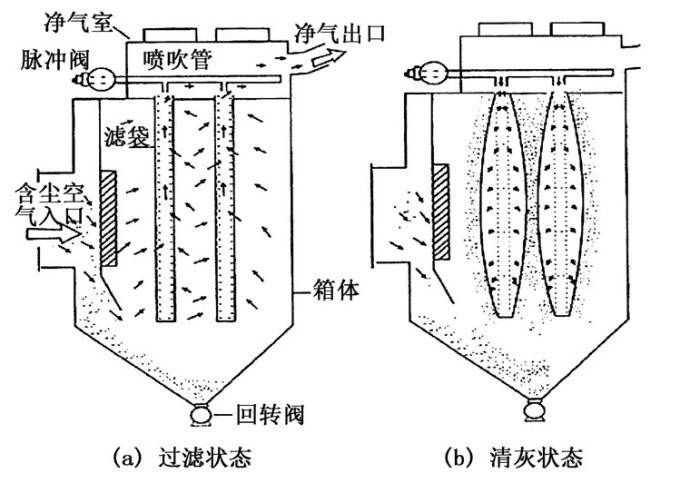 净气室
净气出口
脉冲阀
喷吹管
滤袋
含尘空
气入口
箱体
回转阀
(a) 过滤状态
(b) 清灰状态